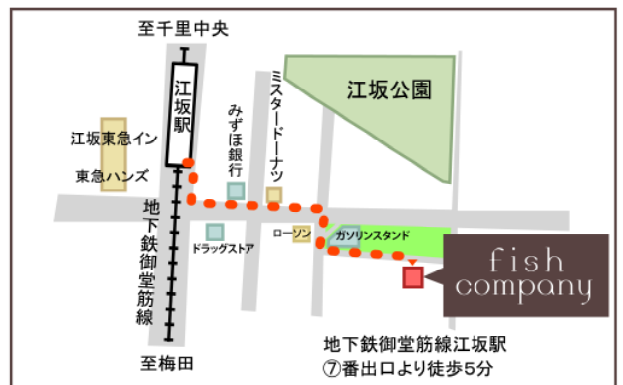 至千里中央
江坂駅
江坂公園
ミスタードーナツ
みずほ銀行
江坂東急イン
東急ハンズ
地下鉄御堂筋線
ドラッグストア
ローソン
ガソリンスタンド
fish
company
至梅田
地下鉄御堂筋線江坂駅
⑦番出口より徒歩5分